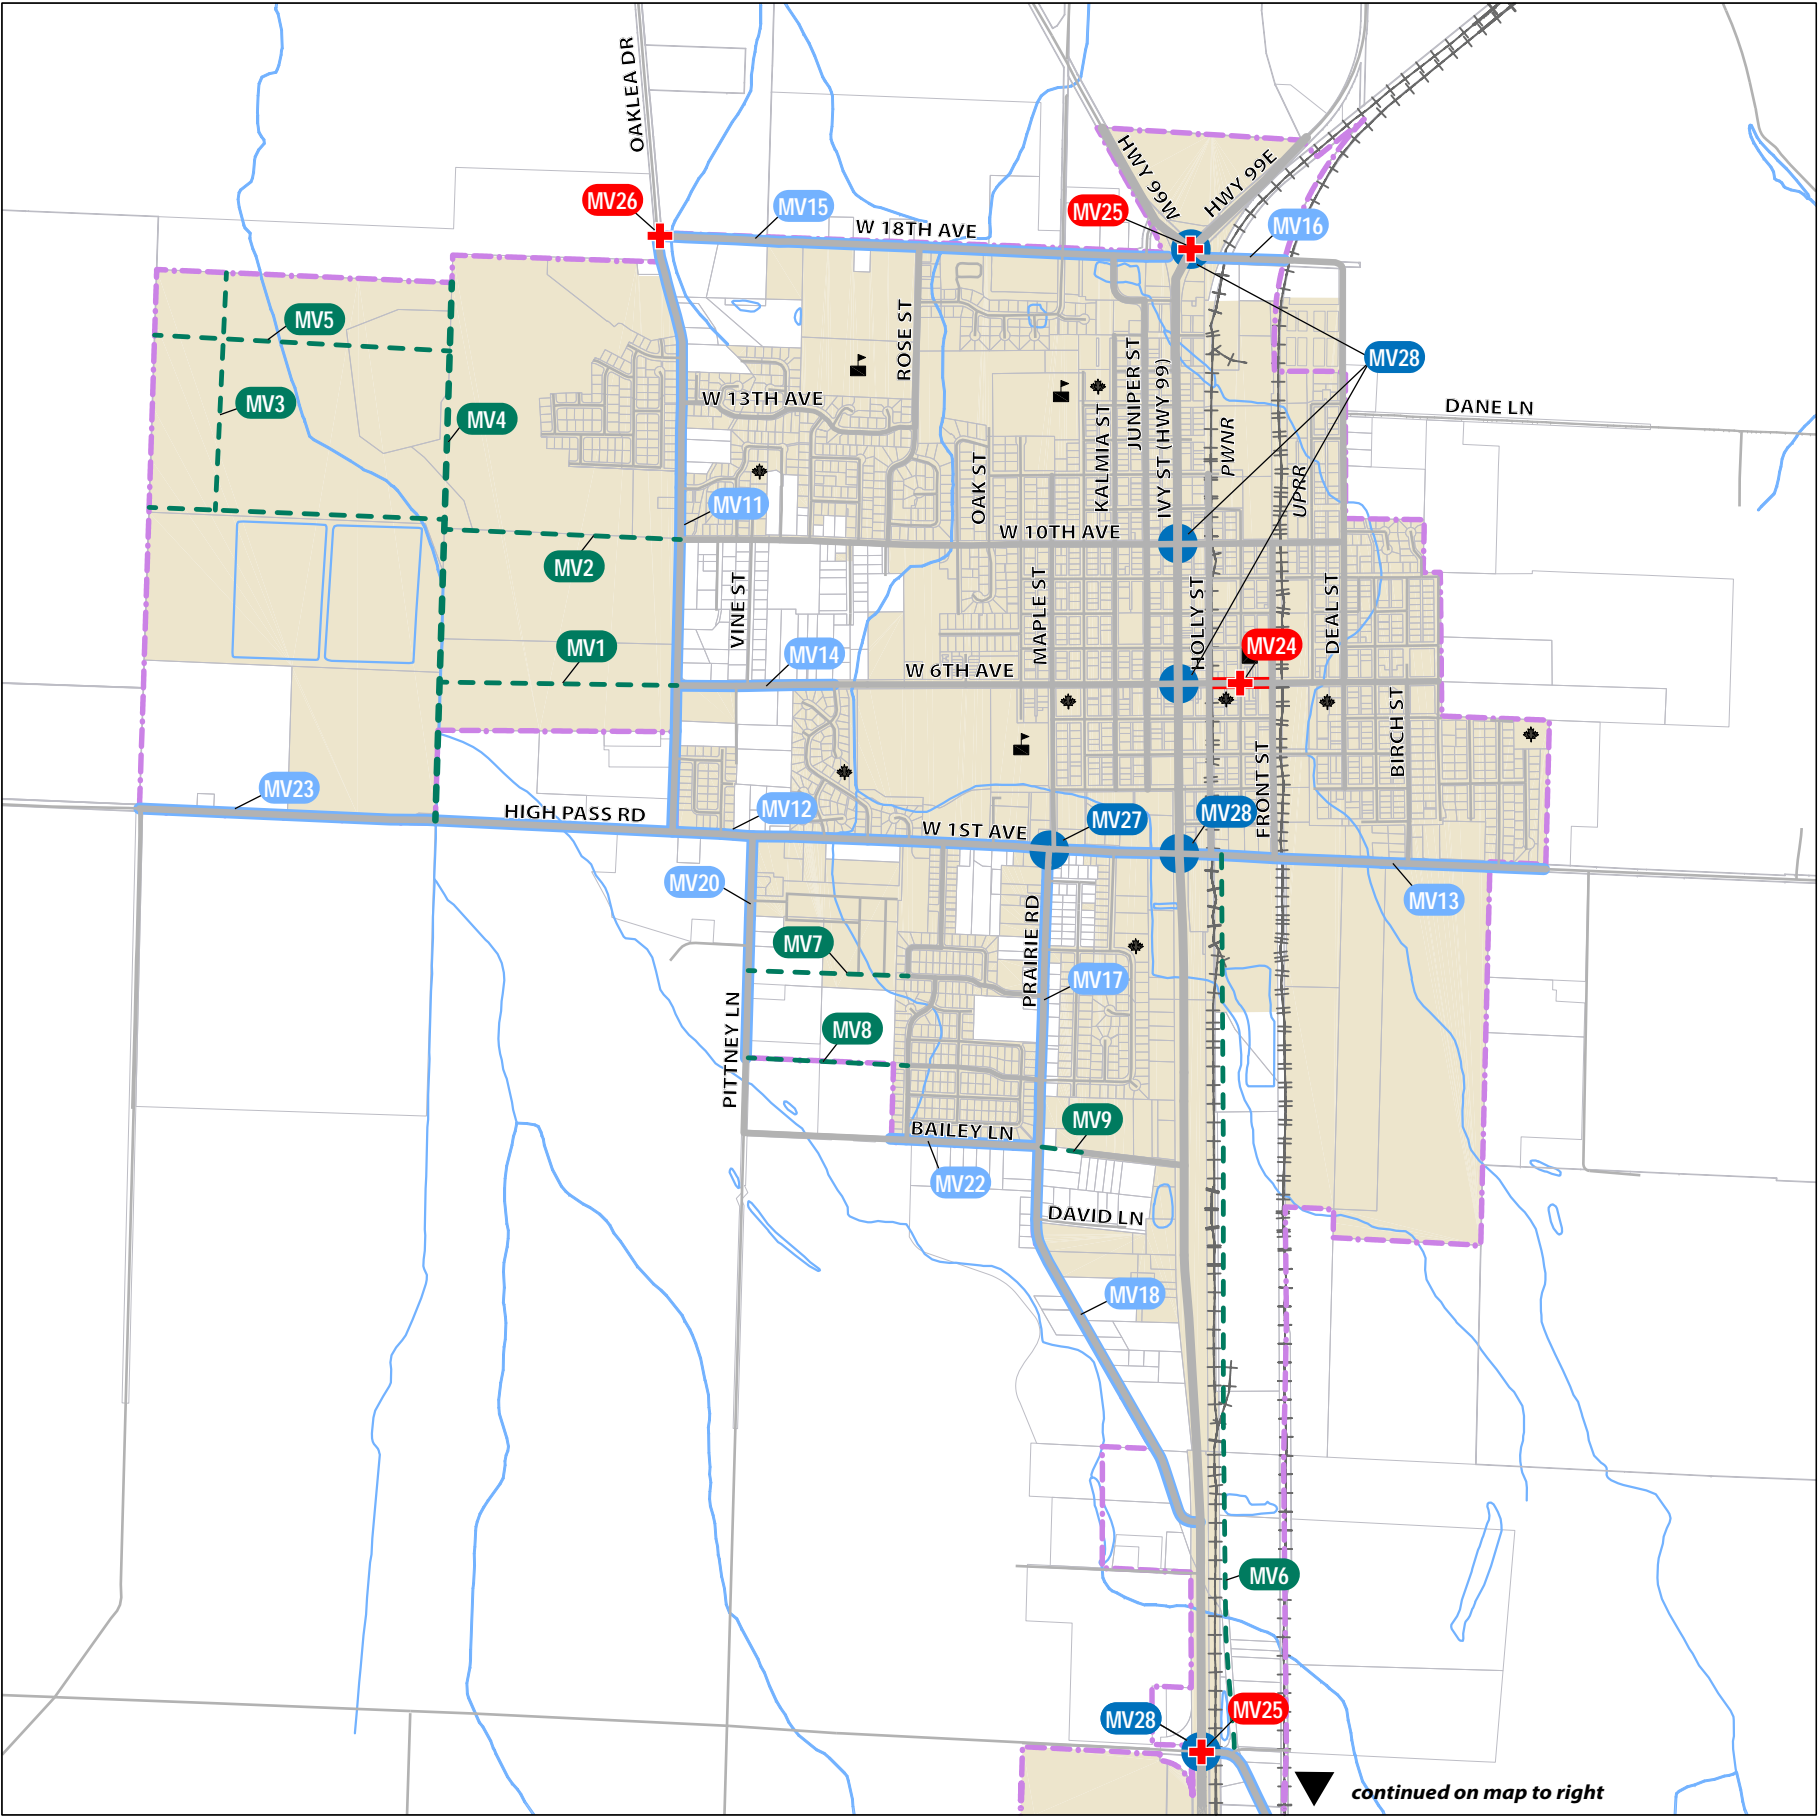 OAKLEA DR
HWY 99W
HWY 99E
MV26
MV15
MV25
MV16
W 18TH AVE
MV5
ROSE ST
JUNIPER ST
IVY ST (HWY 99)
MV28
MV3
MV4
W 13TH AVE
KALMIA ST
PWNR
DANE LN
OAK ST
UPRR
MV11
W 10TH AVE
MV2
VINE ST
MAPLE ST
HOLLY ST
DEAL ST
MV1
MV14
W 6TH AVE
MV24
BIRCH ST
FRONT ST
MV23
HIGH PASS RD
MV12
W 1ST AVE
MV27
MV28
MV20
MV13
MV7
PRAIRIE RD
MV17
PITTNEY LN
MV8
BAILEY LN
MV9
MV22
DAVID LN
MV18
MV6
MV28
MV25
continued on map to right